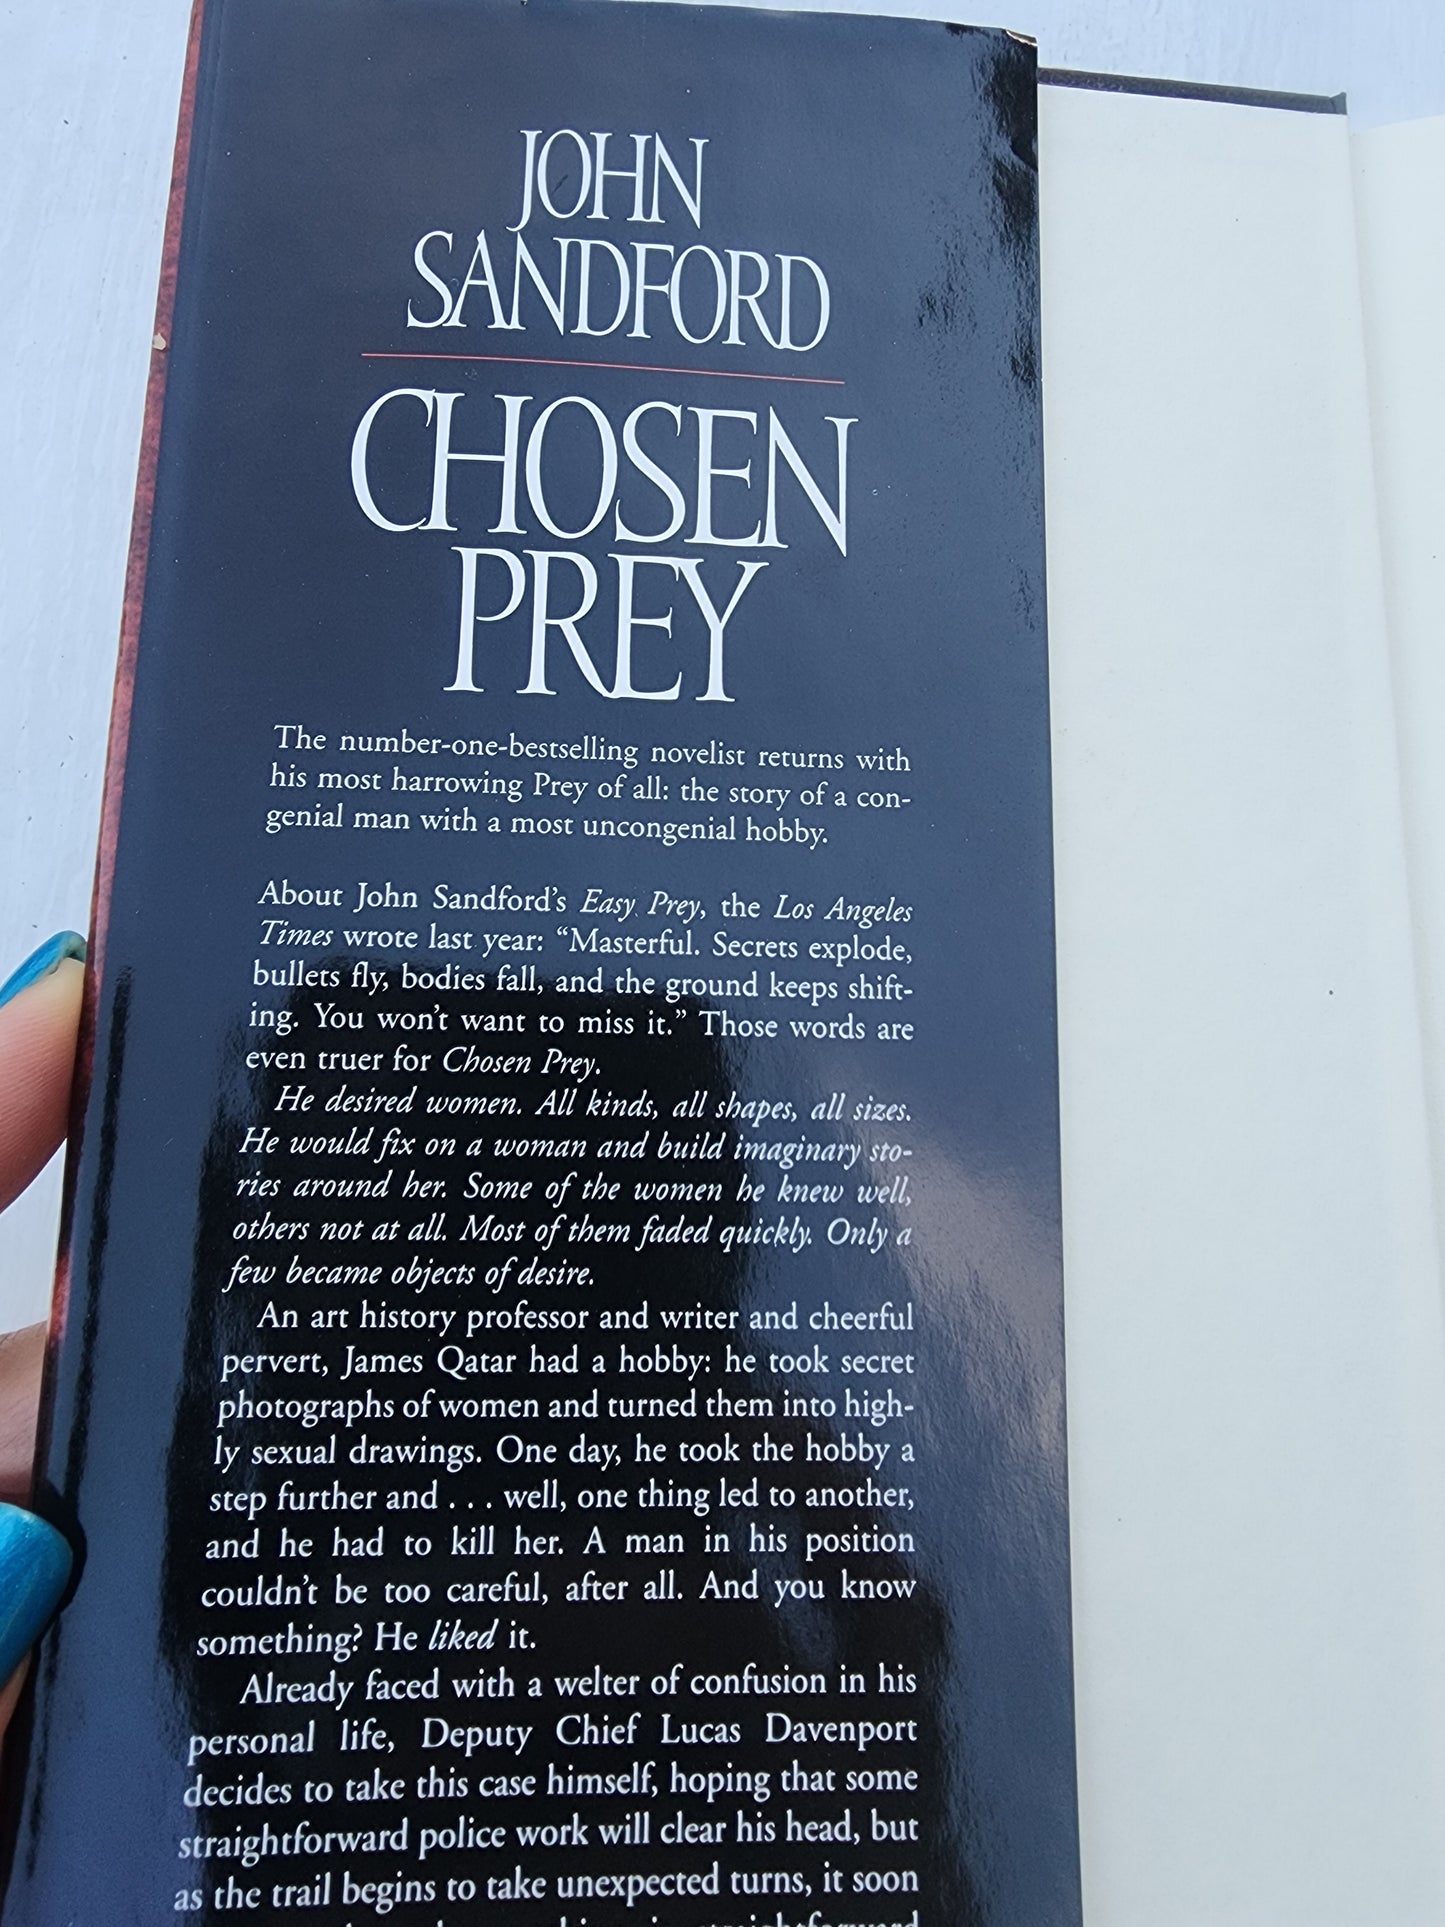 JOHN
SANDFORD
CHOSEN
PREY
The number-one-bestselling novelist returns with
his most harrowing Prey of all: the story of a con-
genial man with a most uncongenial hobby.
About John Sandford's Easy Prey, the Los Angeles
Times wrote last year: “Masterful. Secrets explode,
bullets fly, bodies fall, and the ground keeps shift-
ing. You won't want to miss it.” Those words are
even truer for Chosen Prey.
He desired women. All kinds, all shapes, all sizes.
He would fix on a woman and build imaginary sto-
ries around her. Some of the women he knew well,
others not at all. Most of them faded quickly. Only a
few became objects of desire.
An art history professor and writer and cheerful
pervert, James Qatar had a hobby: he took secret
photographs of women and turned them into high-
ly sexual drawings. One day, he took the hobby a
step further and . . . well, one thing led to another,
and he had to kill her. A man in his position
couldn't be too careful, after all. And you know
something? He liked it.
Already faced with a welter of confusion in his
personal life, Deputy Chief Lucas Davenport
decides to take this case himself, hoping that some
straightforward police work will clear his head, but
as the trail begins to take unexpected turns, it soon